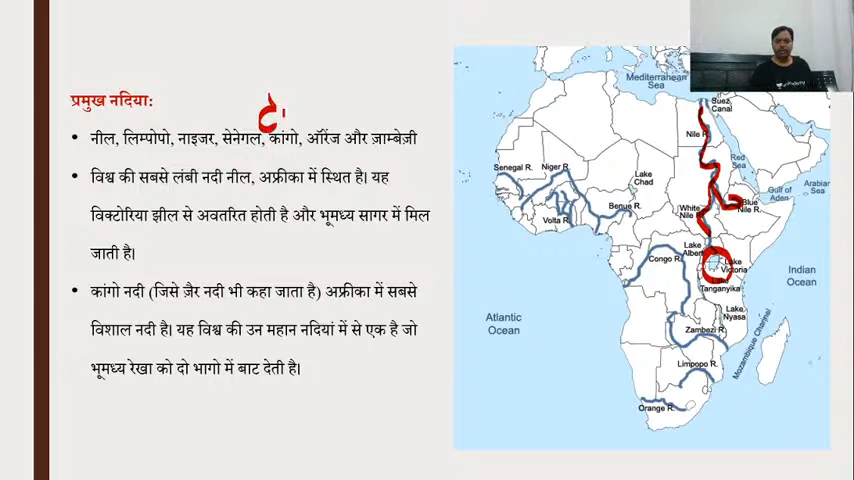 प्रमुख नदिया:
• नील, लिम्पोपो, नाइजर, सेनेगल, कांगो, ऑरेंज और ज़ाम्बेज़ी
• विश्व की सबसे लंबी नदी नील, अफ्रीका में स्थित है। यह
विक्टोरिया झील से अवतरित होती है और भूमध्य सागर में मिल
जाती है।
• कांगो नदी (जिसे ज़ैर नदी भी कहा जाता है) अफ्रीका में सबसे
विशाल नदी है। यह विश्व की उन महान नदियां में से एक है जो
भूमध्य रेखा को दो भागो में बाट देती है।
Mediterranean
Sea
Suez
Canal
Nile R.
Red
Sea
Arabian
Sea
Gulf of
Aden
Senegal R.
Niger R.
Lake
Chad
Blue
Nile R.
White
Nile R.
Benue R.
Volta R.
Lake
Albert
Congo R.
Lake
Victoria
Lake
Tanganyika
Indian
Ocean
Atlantic
Ocean
Lake
Nyasa
Zambezi R.
Mozambique Channel
Limpopo R.
Orange R.